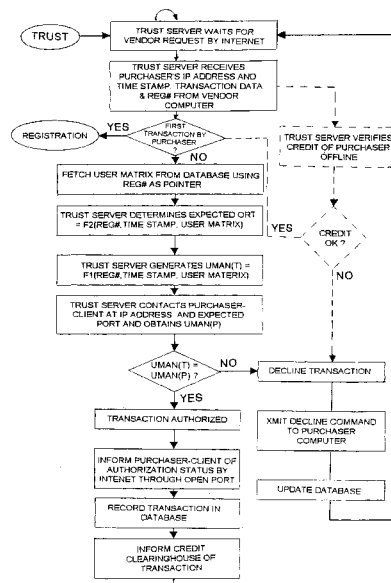 TRUST
TRUST SERVER WAITS FOR
VENDOR REQUEST BY INTERNET
TRUST SERVER RECEIVES
PURCHASER'S IP ADDRESS AND
TIME STAMP, TRANSACTION DATA
& REG# FROM VENDOR
COMPUTER
REGISTRATION
YES
FIRST
TRANSACTION BY
PURCHASER
?
NO
TRUST SERVER VERIFIES
CREDIT OF PURCHASER
OFFLINE
FETCH USER MATRIX FROM DATABASE USING
REG# AS POINTER
TRUST SERVER DETERMINES EXPECTED ORT
= F2(REG#,TIME STAMP, USER MATRIX)
YES
CREDIT
OK ?
NO
TRUST SERVER GENERATES UMAN(T) =
F1(REG#,TIME STAMP, USER MATERIX)
TRUST SERVER CONTACTS PURCHASER-
CLIENT AT IP ADDRESS AND EXPECTED
PORT AND OBTAINS UMAN(P)
UMAN(T) =
UMAN(P) ?
NO
YES
DECLINE TRANSACTION
TRANSACTION AUTHORIZED
XMIT DECLINE COMMAND
TO PURCHASER
COMPUTER
INFORM PURCHASER-CLIENT OF
AUTHORIZATION STATUS BY
INTENET THROUGH OPEN PORT
UPDATE DATABASE
RECORD TRANSACTION IN
DATABASE
INFORM CREDIT
CLEARINGHOUSE OF
TRANSACTION